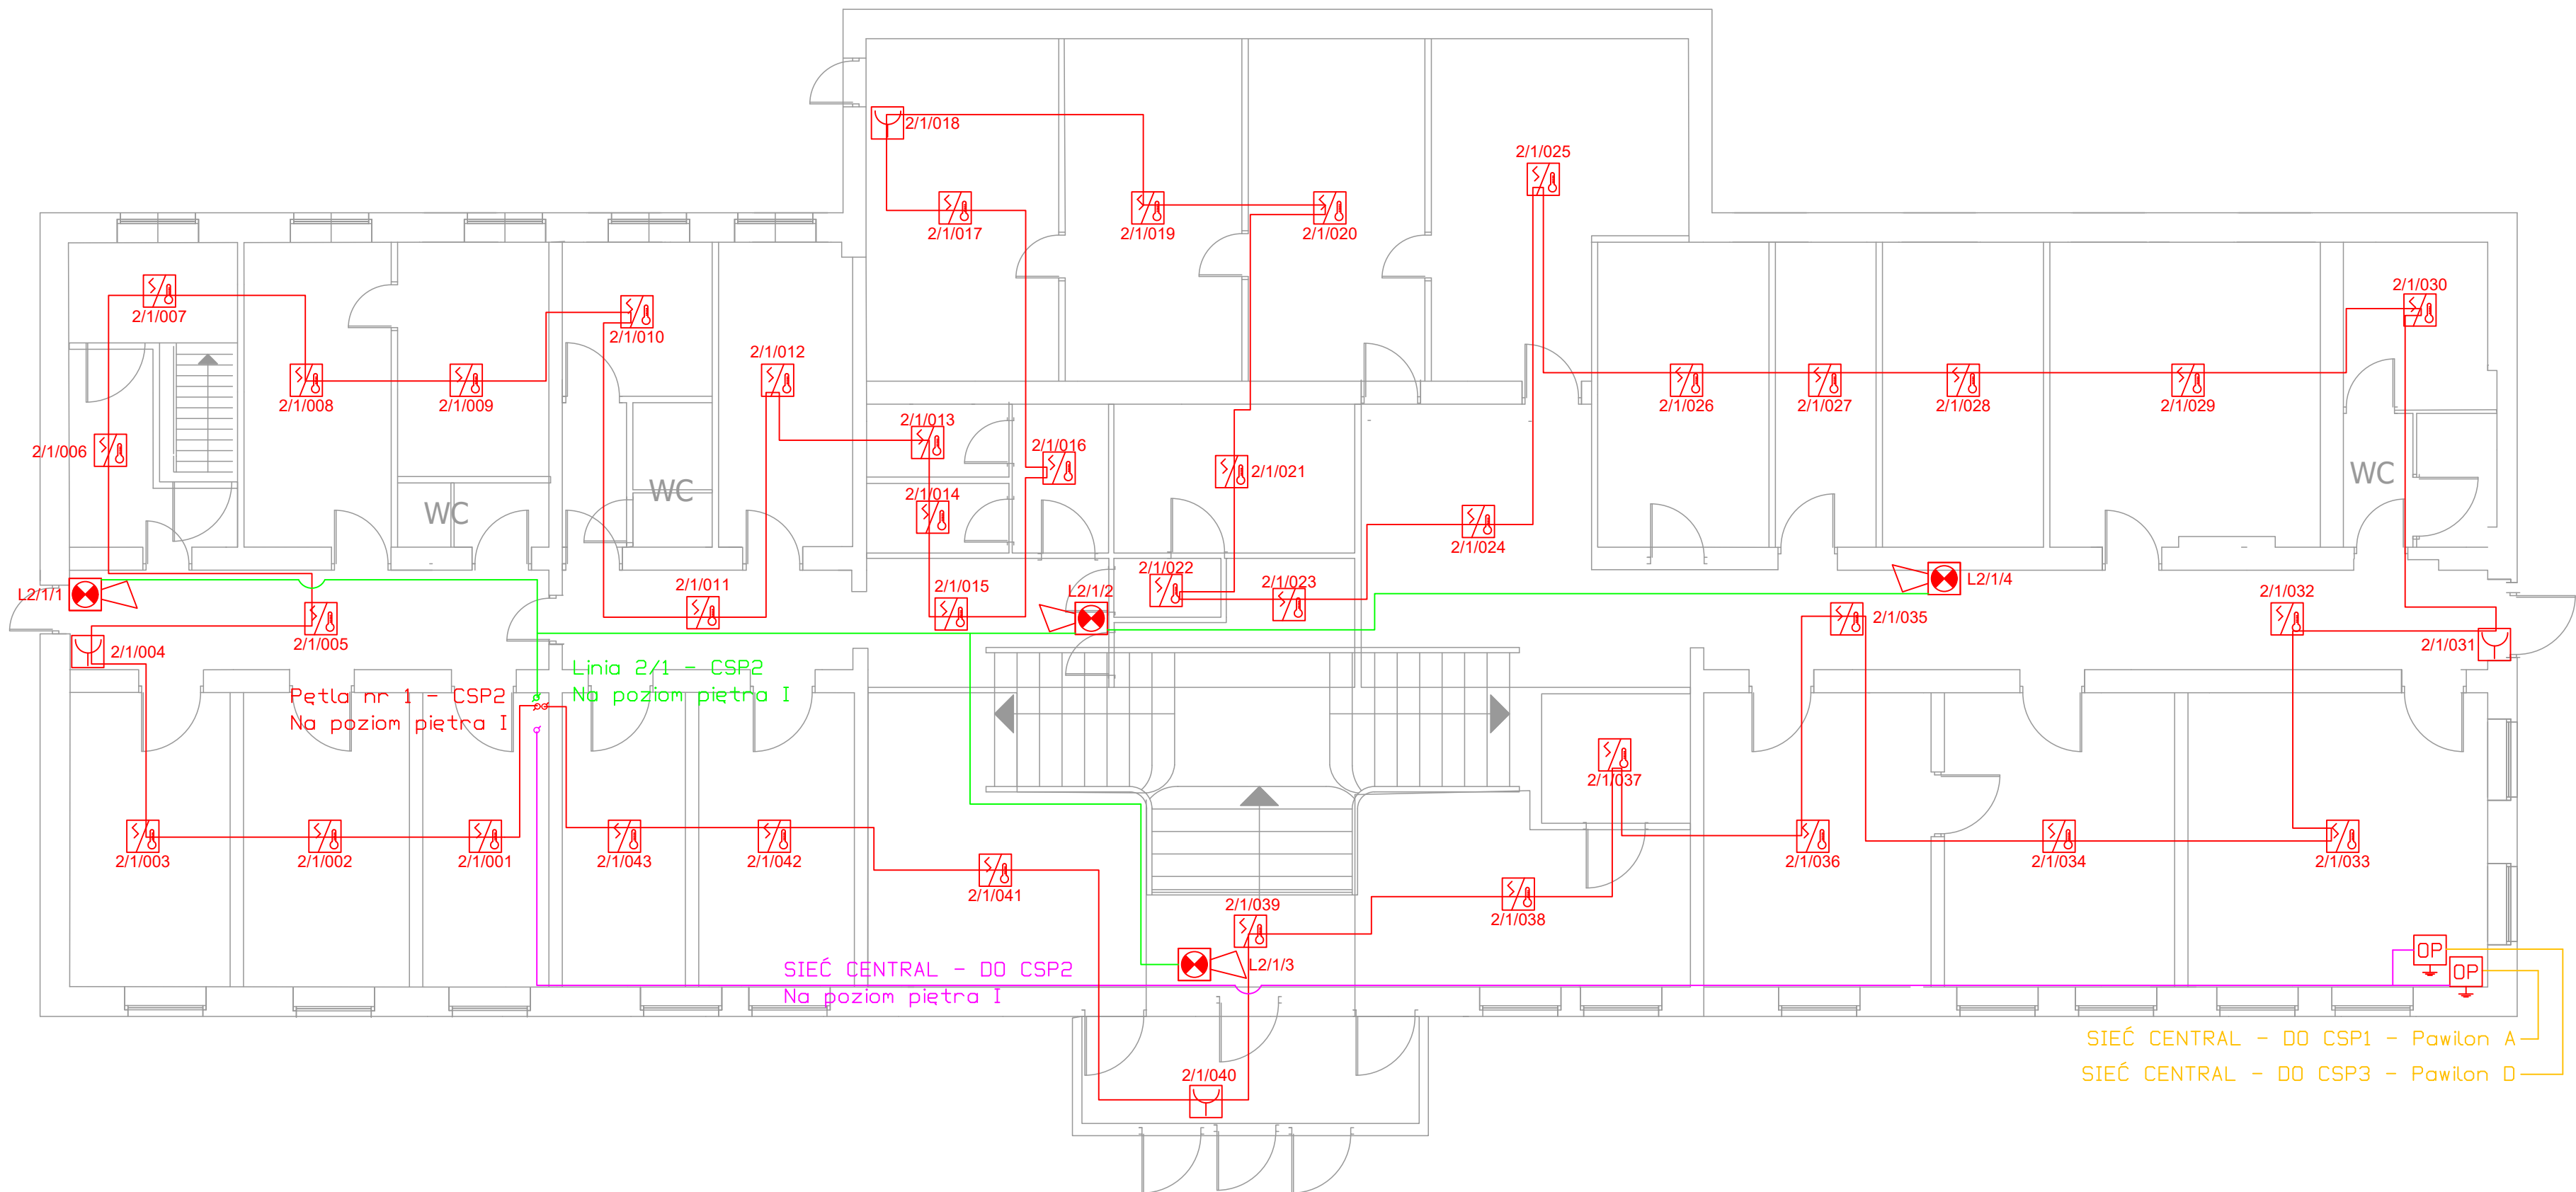 2/1/018
2/1/025
2/1/017
2/1/019
2/1/020
2/1/030
2/1/007
2/1/010
2/1/012
2/1/008
2/1/009
2/1/026
2/1/027
2/1/028
2/1/029
2/1/013
2/1/016
2/1/006
2/1/021
WC
WC
WC
2/1/014
2/1/024
2/1/022
2/1/023
L2/1/4
2/1/015
L2/1/2
2/1/011
L2/1/1
2/1/032
2/1/035
2/1/005
2/1/004
2/1/031
Linia 2/1 - CSP2
Na poziom piętra I
Pętla nr 1 - CSP2
Na poziom piętra I
2/1/037
2/1/003
2/1/002
2/1/001
2/1/043
2/1/042
2/1/036
2/1/034
2/1/033
2/1/041
2/1/039
2/1/038
L2/1/3
OP
OP
SIEĆ CENTRAL - DO CSP2
Na poziom piętra I
SIEĆ CENTRAL - DO CSP1 - Pawilon A
SIEĆ CENTRAL - DO CSP3 - Pawilon D
2/1/040